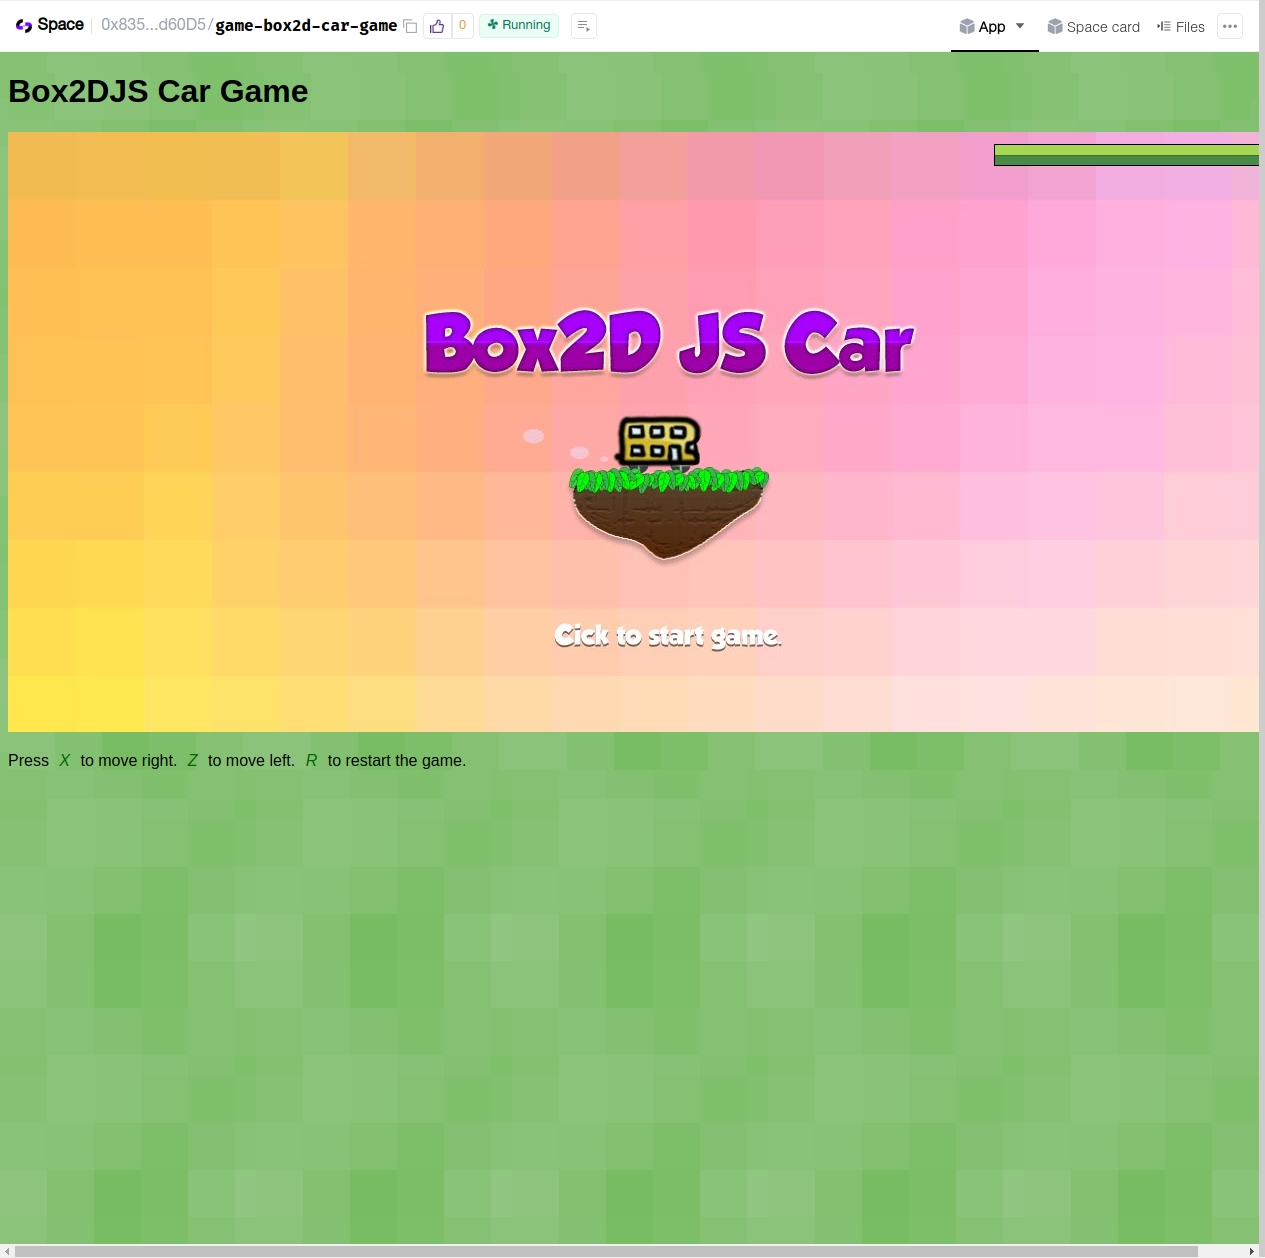 Space 0x835...d60D5/game-box2d-car-game 0 Running App Space card Files
Box2DJS Car Game
Box2D JS Car
Cick to start game.
Press X to move right. Z to move left. R to restart the game.